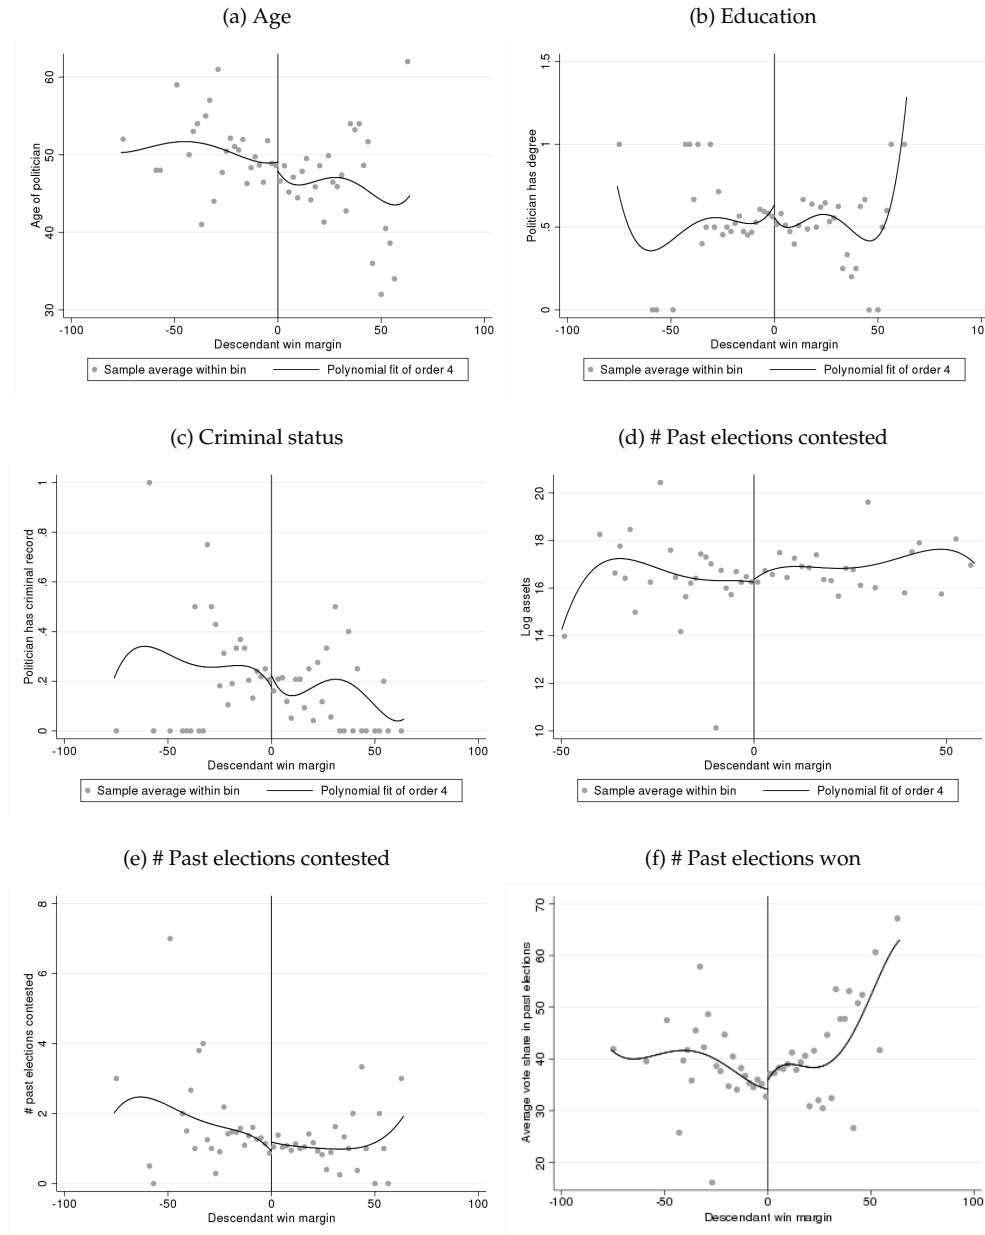 (a) Age
(b) Education
Age of politician
60
50
40
30
-100 -50 0 50 100
Descendant win margin
Sample average within bin Polynomial fit of order 4
Politician has degree
1.5
1
.5
0
-100 -50 0 50 100
Descendant win margin
Sample average within bin Polynomial fit of order 4
(c) Criminal status
(d) # Past elections contested
Politician has criminal record
1
.8
.6
.4
.2
0
-100 -50 0 50 100
Descendant win margin
Sample average within bin Polynomial fit of order 4
Log assets
20
18
16
14
12
10
-50 0 50
Descendant win margin
Sample average within bin Polynomial fit of order 4
(e) # Past elections contested
(f) # Past elections won
# past elections contested
8
6
4
2
0
-100 -50 0 50 100
Descendant win margin
Average vote share in past elections
70
60
50
40
30
20
-100 -50 0 50 100
Descendant win margin